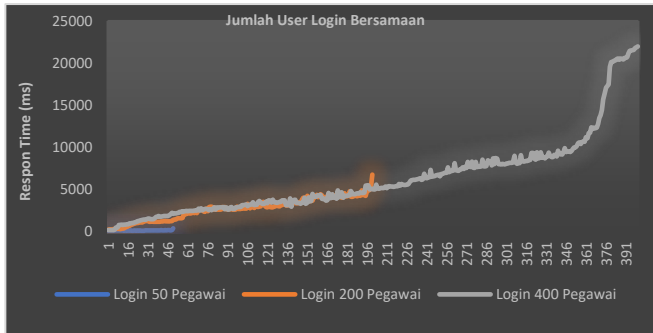 Jumlah User Login Bersamaan
Respon Time (ms)
25000
20000
15000
10000
5000
0
1 16 31 46 61 76 91 106 121 136 151 166 181 196 211 226 241 256 271 286 301 316 331 346 361 376 391
Login 50 Pegawai Login 200 Pegawai Login 400 Pegawai